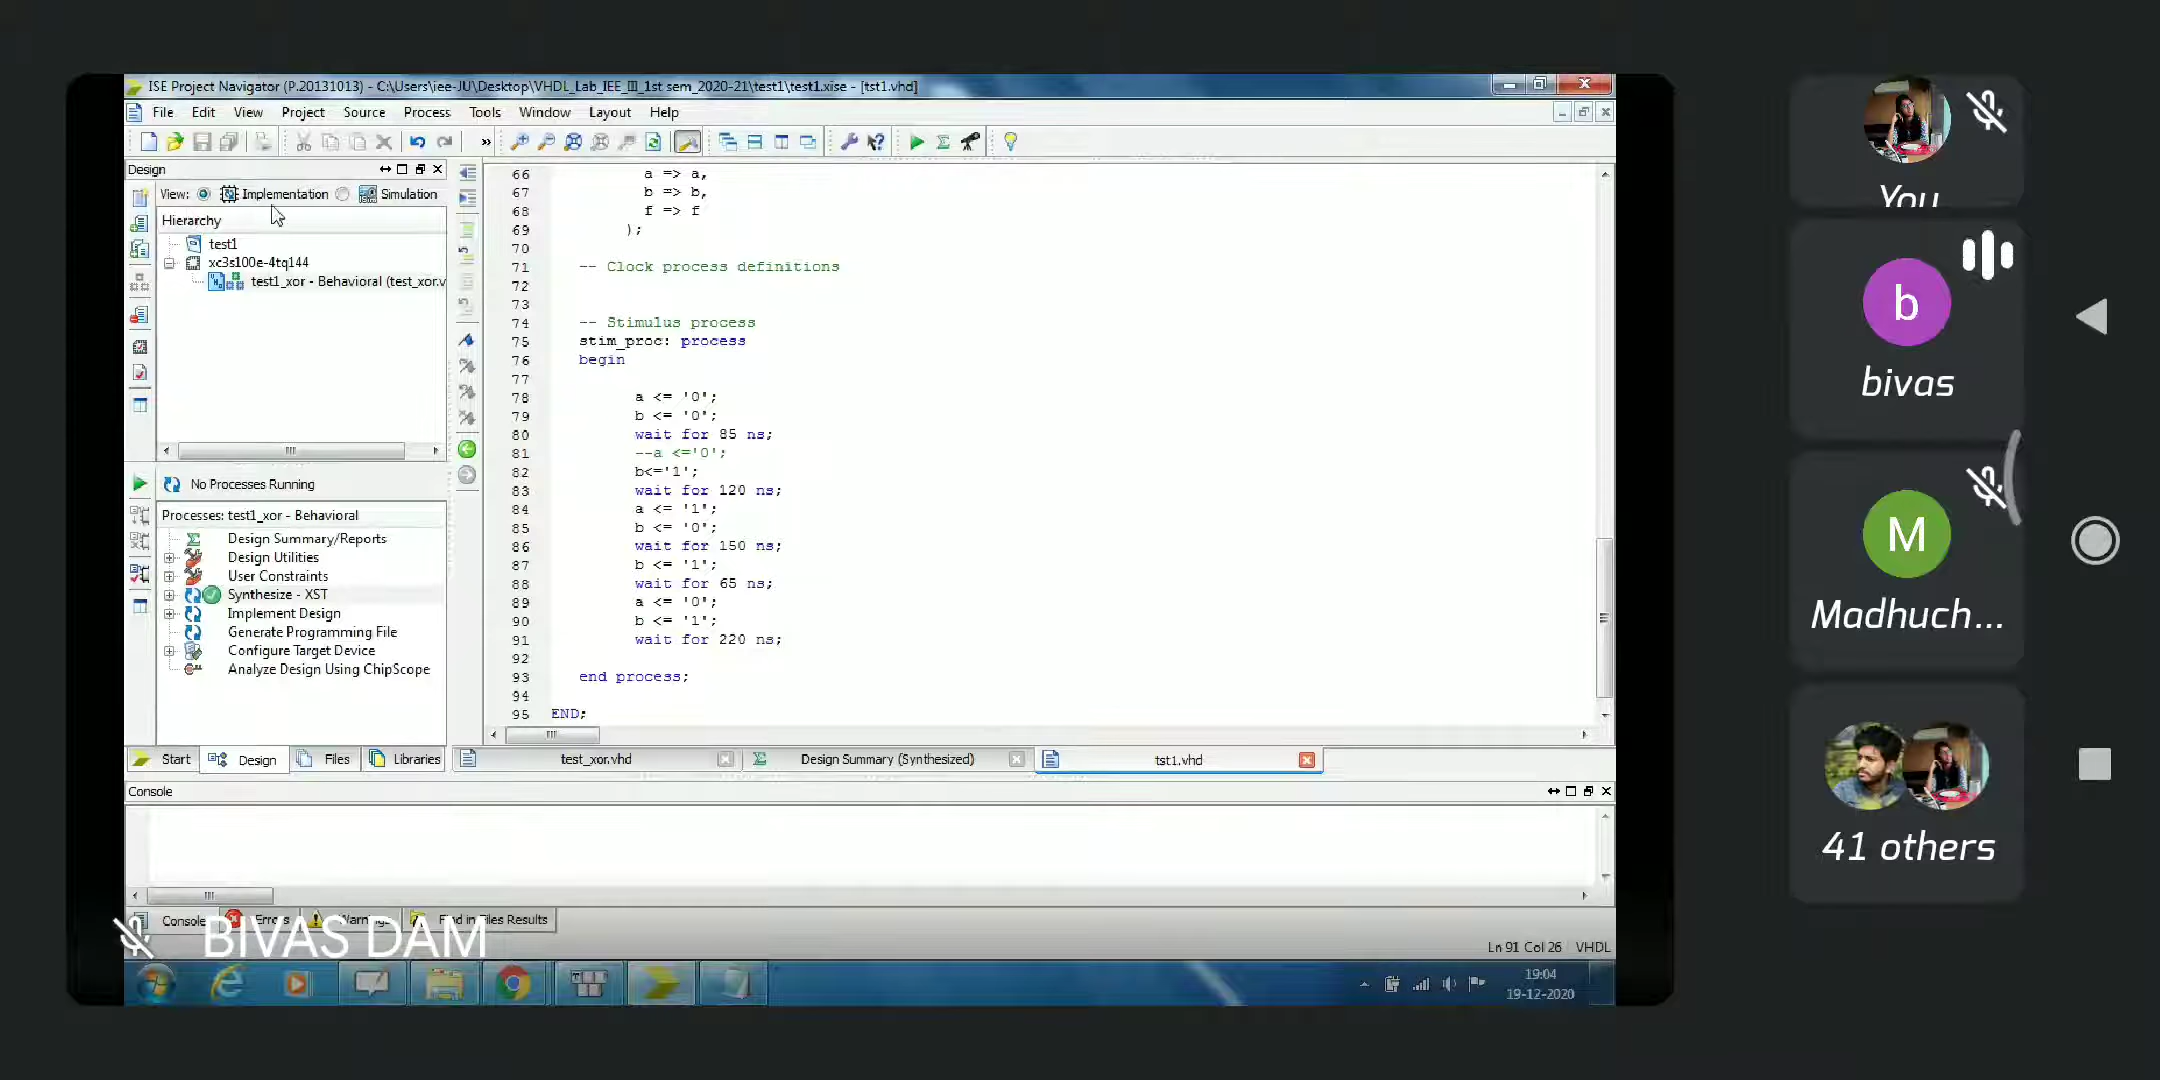 ISE Project Navigator (P.20131013) - C:\Users\iee-JU\Desktop\VHDL_Lab_IEE_III_1st sem_2020-21\test1\test1.xise - [tst1.vhd]
File Edit View Project Source Process Tools Window Layout Help
»
Design
View: Implementation Simulation
Hierarchy
test1
xc3s100e-4tq144
test1_xor - Behavioral (test_xor.v
No Processes Running
Processes: test1_xor - Behavioral
Design Summary/Reports
Design Utilities
User Constraints
Synthesize - XST
Implement Design
Generate Programming File
Configure Target Device
Analyze Design Using ChipScope
Start Design Files Libraries
66 a => a,
67 b => b,
68 f => f
69 );
70
71 -- Clock process definitions
72
73
74 -- Stimulus process
75 stim_proc: process
76 begin
77
78 a <= '0';
79 b <= '0';
80 wait for 85 ns;
81 --a <='0';
82 b<='1';
83 wait for 120 ns;
84 a <= '1';
85 b <= '0';
86 wait for 150 ns;
87 b <= '1';
88 wait for 65 ns;
89 a <= '0';
90 b <= '1';
91 wait for 220 ns;
92
93 end process;
94
95 END;
test_xor.vhd Design Summary (Synthesized) tst1.vhd
Console
Console Errors Warnings Find in Files Results
BIVAS DAM
Ln 91 Col 26 VHDL
19:04
19-12-2020
You
b
bivas
M
Madhuch...
41 others